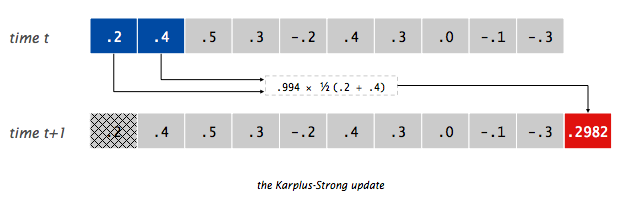 time t .2 .4 .5 .3 -.2 .4 .3 .0 -.1 -.3
.994 × ½ (.2 + .4)
time t+1 .2 .4 .5 .3 -.2 .4 .3 .0 -.1 -.3 .2982
the Karplus-Strong update